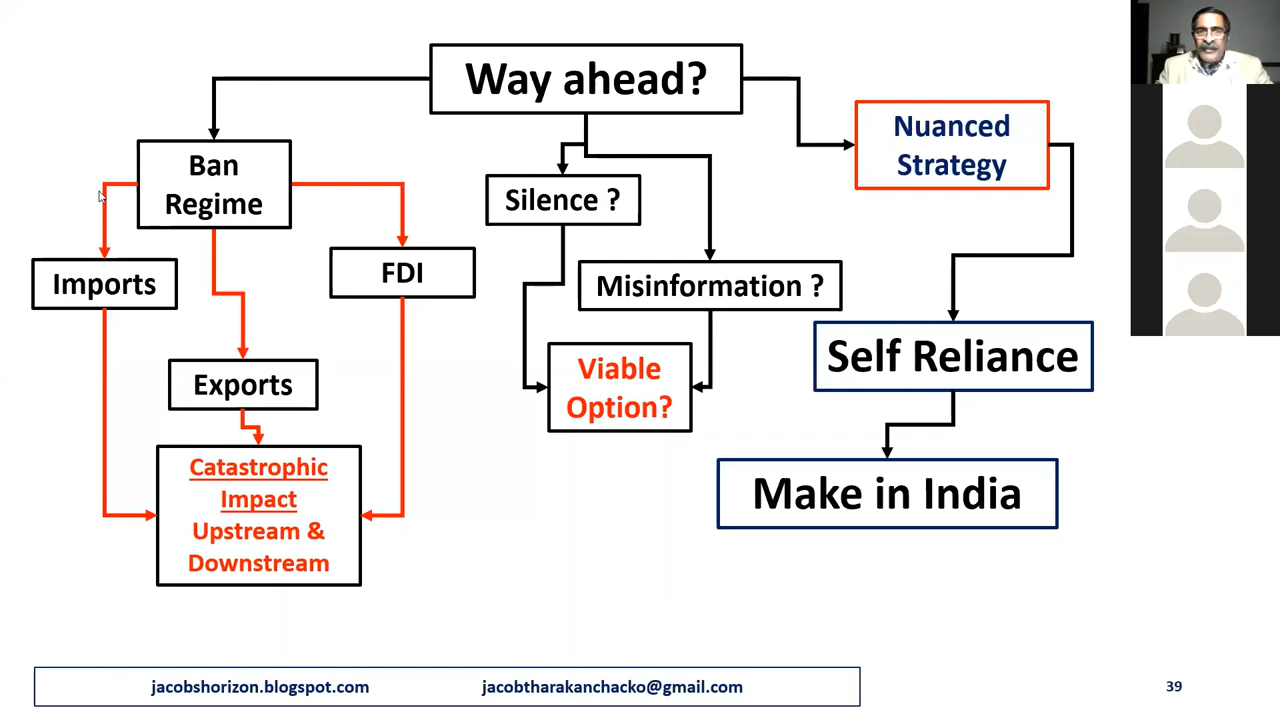 Way ahead?
Ban
Regime
Imports
FDI
Exports
Catastrophic
Impact
Upstream &
Downstream
Silence ?
Misinformation ?
Viable
Option?
Nuanced
Strategy
Self Reliance
Make in India
jacobshorizon.blogspot.com
jacobtharakanchacko@gmail.com
39